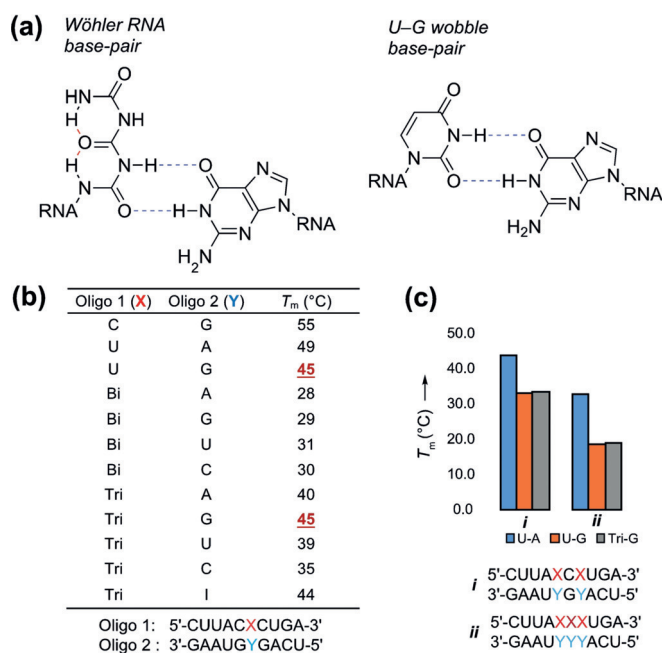 (a)
Wöhler RNA
base-pair
U–G wobble
base-pair
O
H
N
NH
O
H
N
N
H
N
RNA
O
O
H
N
N
N
N
N
RNA
H2N
O
N
H
N
O
RNA
O
H
N
N
N
N
N
RNA
NH2
(b)
Oligo 1 (X) Oligo 2 (Y) Tm (°C)
C G 55
U A 49
U G 45
Bi A 28
Bi G 29
Bi U 31
Bi C 30
Tri A 40
Tri G 45
Tri U 39
Tri C 35
Tri I 44
Oligo 1: 5'-CUUACXCUGA-3'
Oligo 2 : 3'-GAAUGYGACU-5'
(c)
Tm (°C)
50.0
40.0
30.0
20.0
10.0
0.0
i ii
U-A U-G Tri-G
i 5'-CUUAXCXUGA-3'
3'-GAAUYGYACU-5'
ii 5'-CUUAXXXUGA-3'
3'-GAAUYYYACU-5'